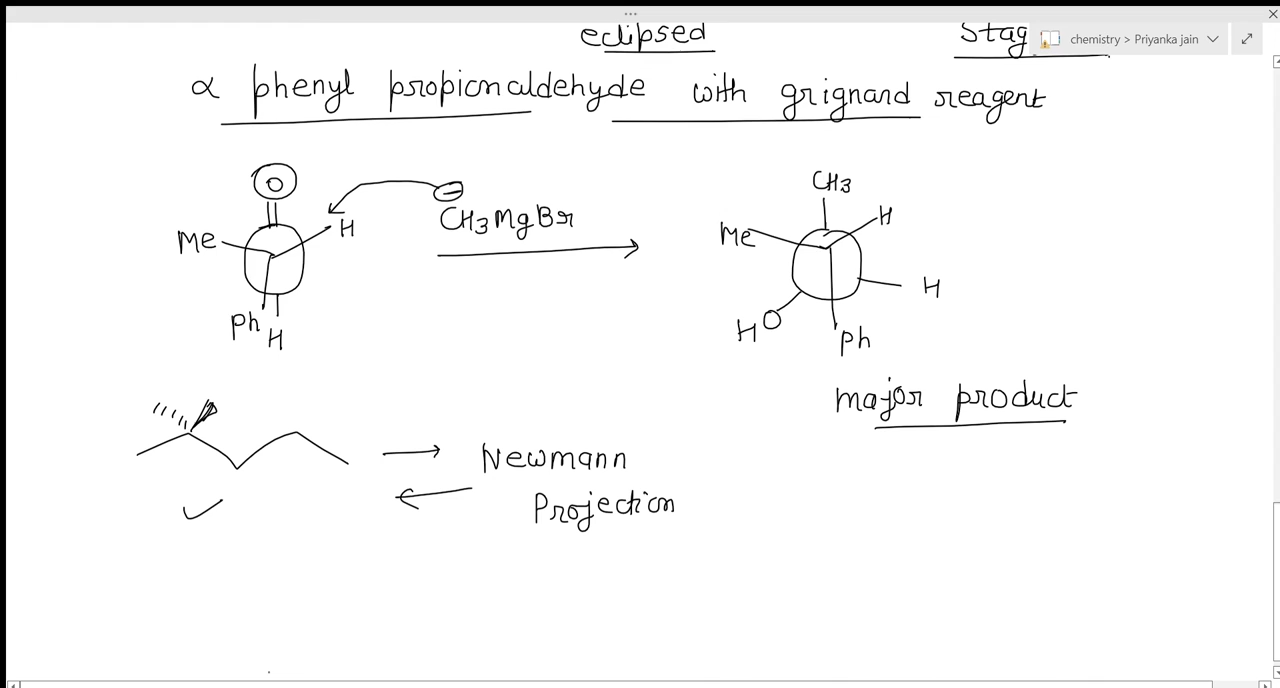 eclipsed
chemistry > Priyanka jain
α phenyl propionaldehyde with grignard reagent
O
Me
H
Ph
H
⊖
CH3MgBr
CH3
Me
H
H
HO
Ph
major product
Newmann
Projection